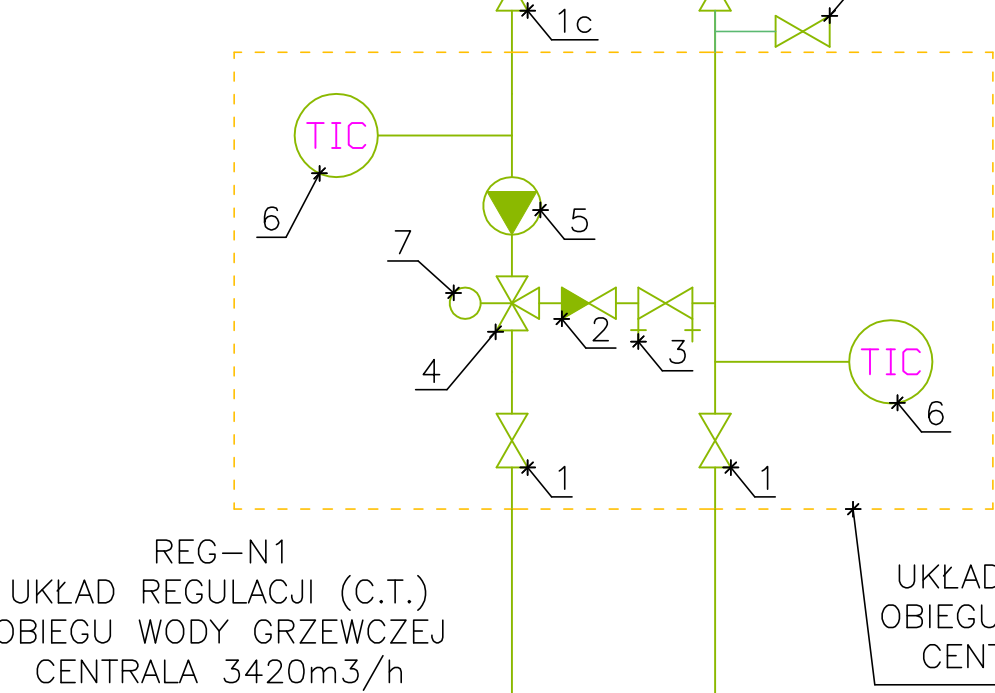 1c
TIC
6
5
7
2
3
4
TIC
6
1
1
REG-N1
UKŁAD REGULACJI (C.T.)
OBIEGU WODY GRZEWCZEJ
CENTRALA 3420m3/h
UKŁAD
OBIEGU